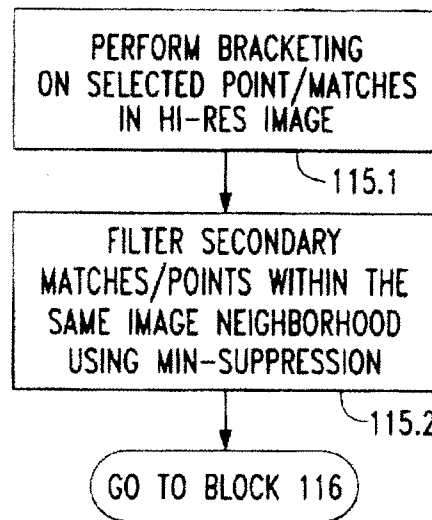 PERFORM BRACKETING
ON SELECTED POINT/MATCHES
IN HI-RES IMAGE
115.1
FILTER SECONDARY
MATCHES/POINTS WITHIN THE
SAME IMAGE NEIGHBORHOOD
USING MIN-SUPPRESSION
115.2
GO TO BLOCK 116